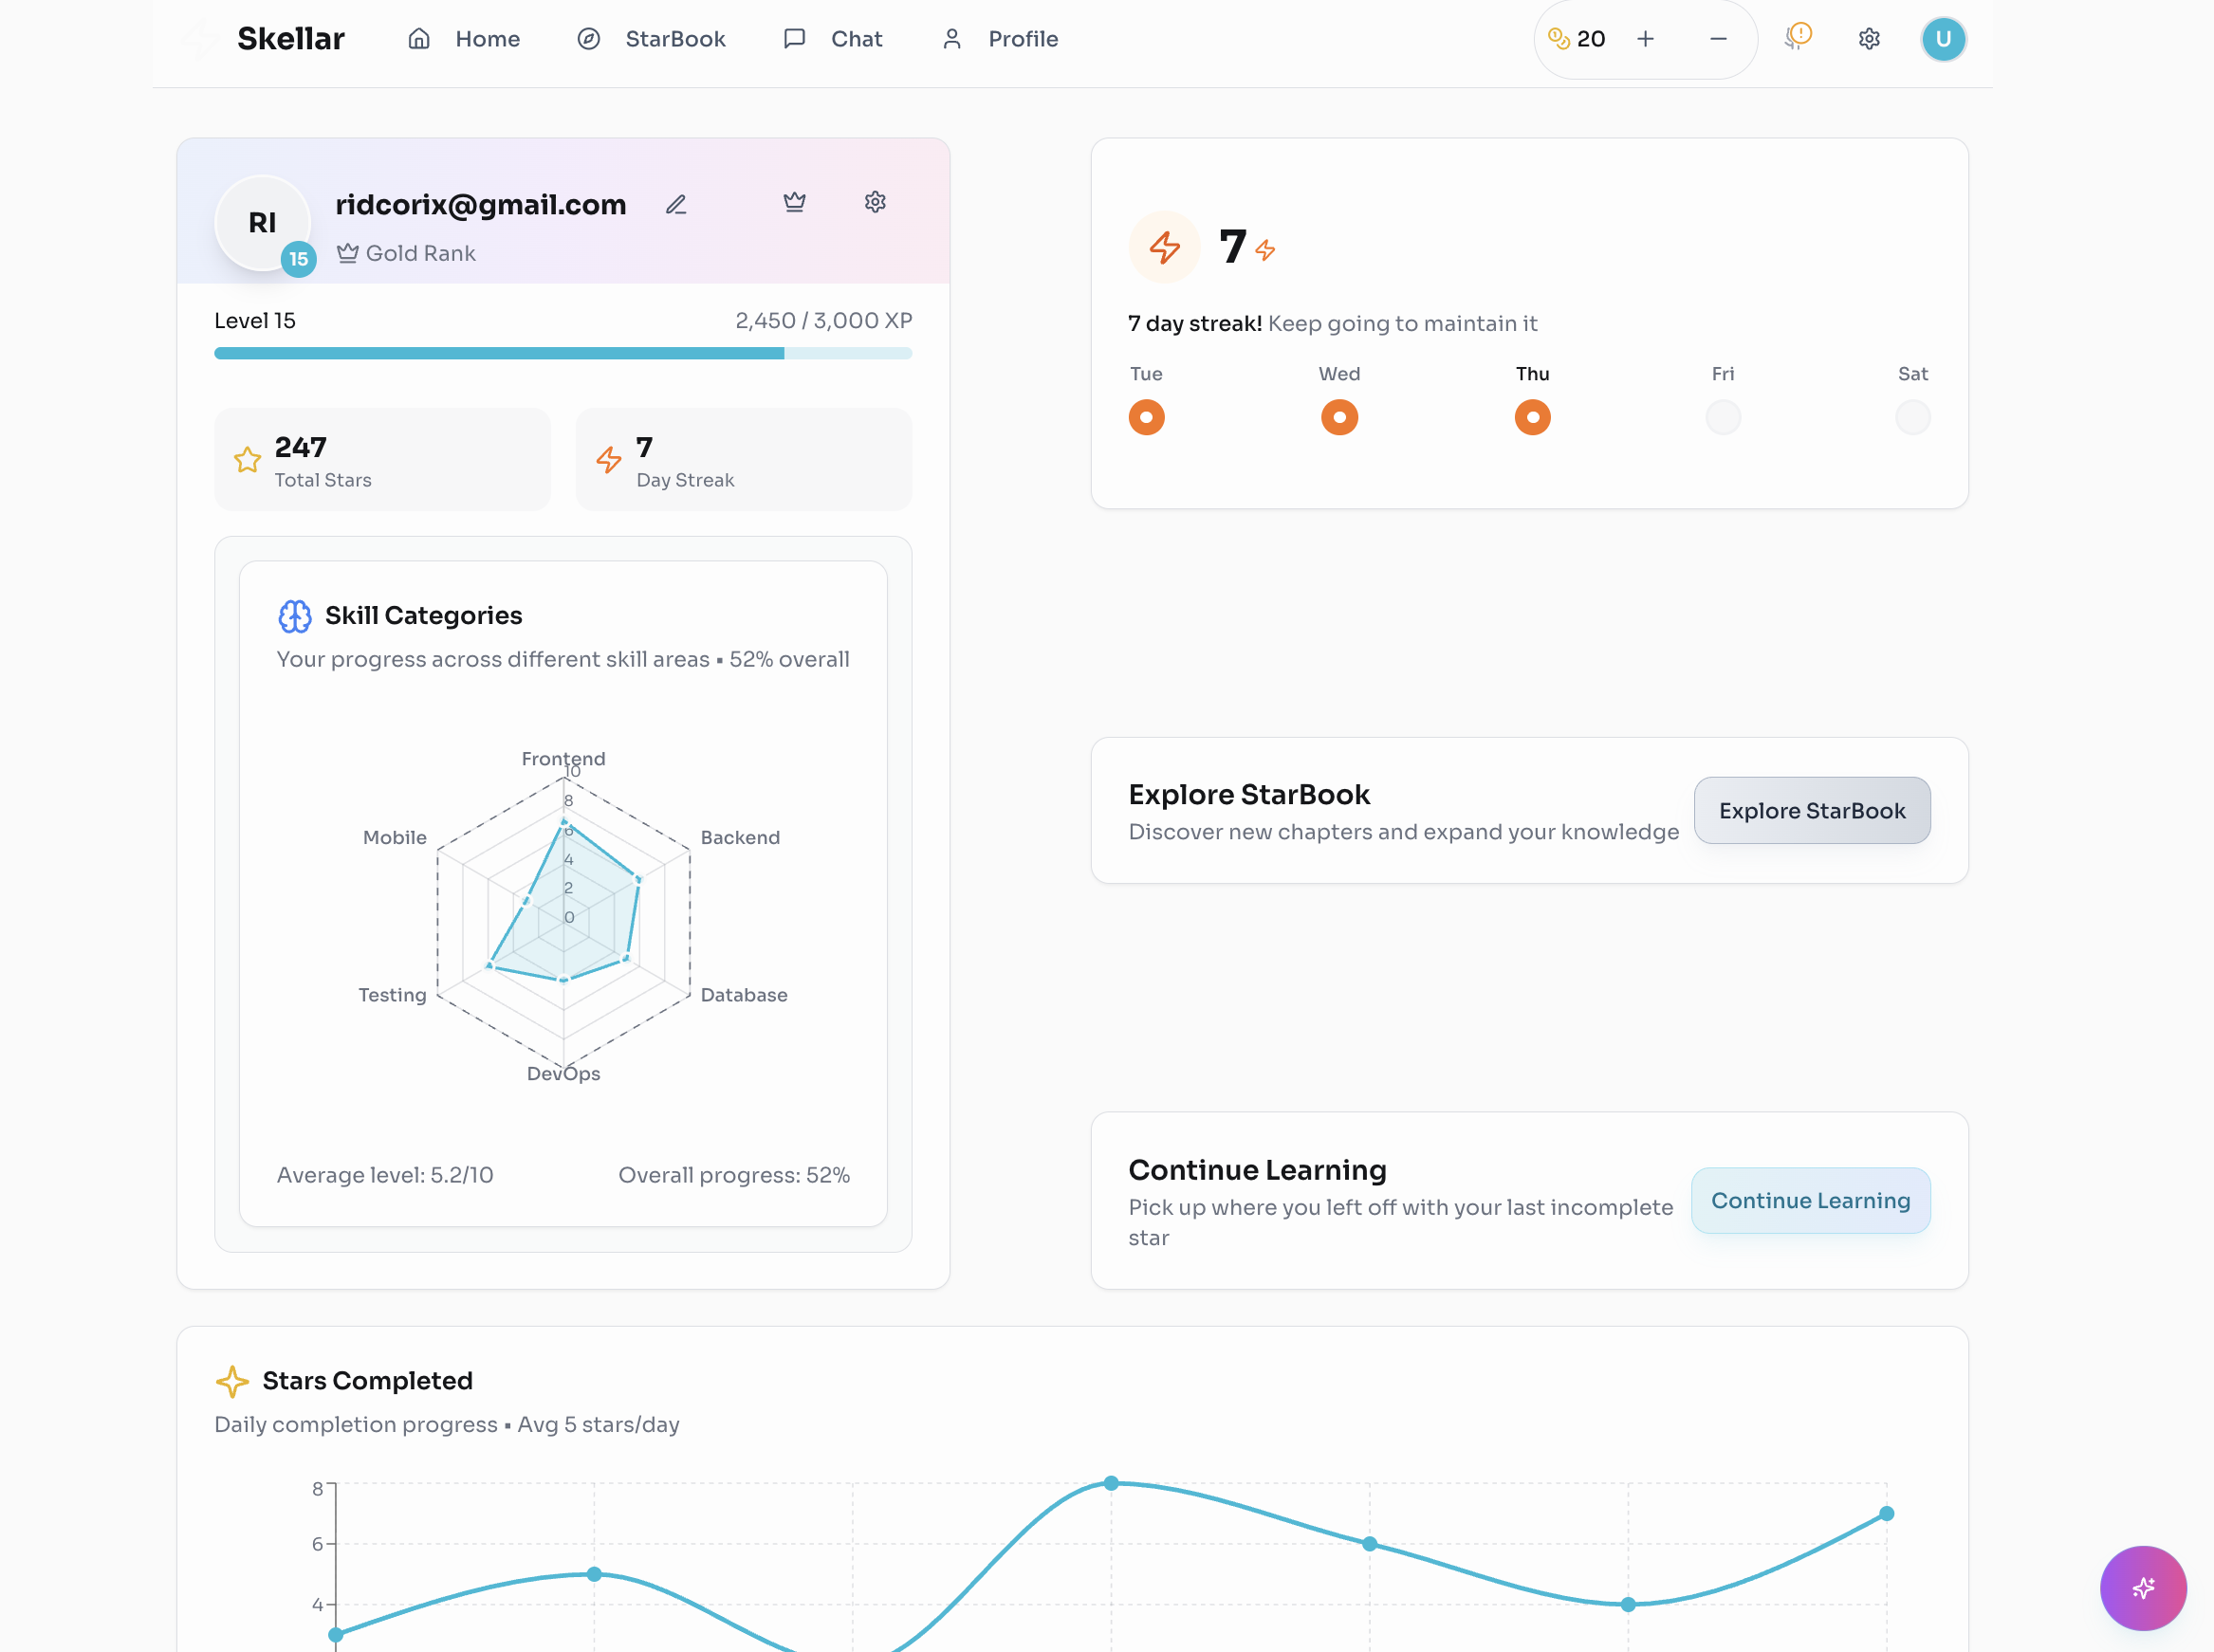 Skellar
Home
StarBook
Chat
Profile
20
U
RI
15
ridcorix@gmail.com
Gold Rank
Level 15
2,450 / 3,000 XP
247
Total Stars
7
Day Streak
Skill Categories
Your progress across different skill areas • 52% overall
Frontend
10
8
6
4
2
0
Mobile
Backend
Testing
Database
DevOps
Average level: 5.2/10
Overall progress: 52%
7
7 day streak! Keep going to maintain it
Tue
Wed
Thu
Fri
Sat
Explore StarBook
Discover new chapters and expand your knowledge
Explore StarBook
Continue Learning
Pick up where you left off with your last incomplete
star
Continue Learning
Stars Completed
Daily completion progress • Avg 5 stars/day
8
6
4